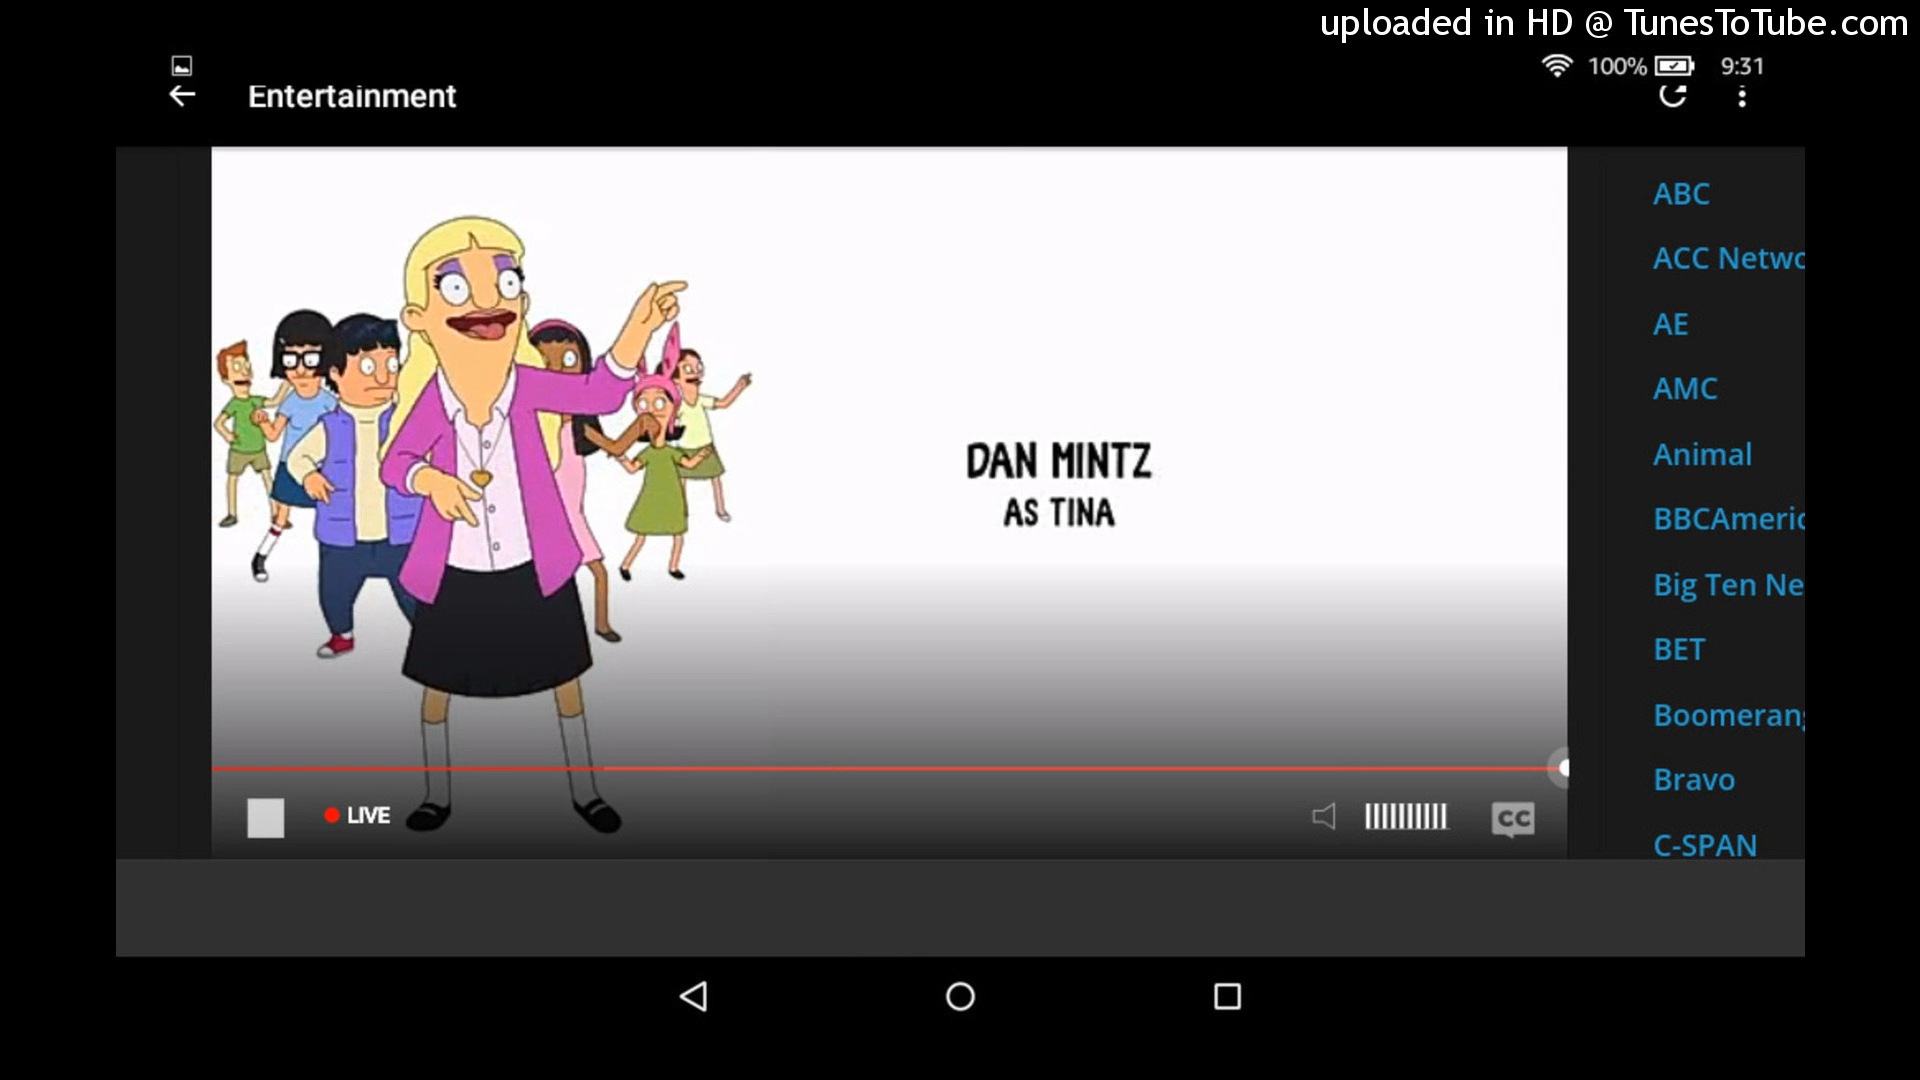 uploaded in HD @ TunesToTube.com
100% 9:31
Entertainment
ABC
ACC Netwo
AE
AMC
Animal
BBCAmeric
Big Ten Ne
BET
Boomerang
Bravo
C-SPAN
DAN MINTZ
AS TINA
LIVE
CC